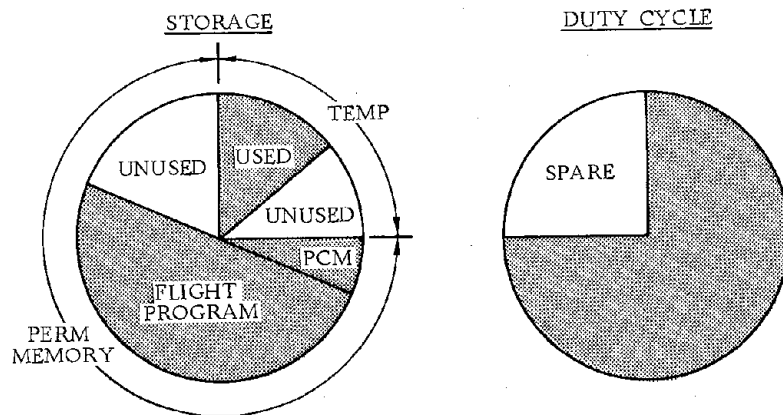 STORAGE
TEMP
UNUSED
USED
UNUSED
PCM
FLIGHT
PROGRAM
PERM
MEMORY
DUTY CYCLE
SPARE